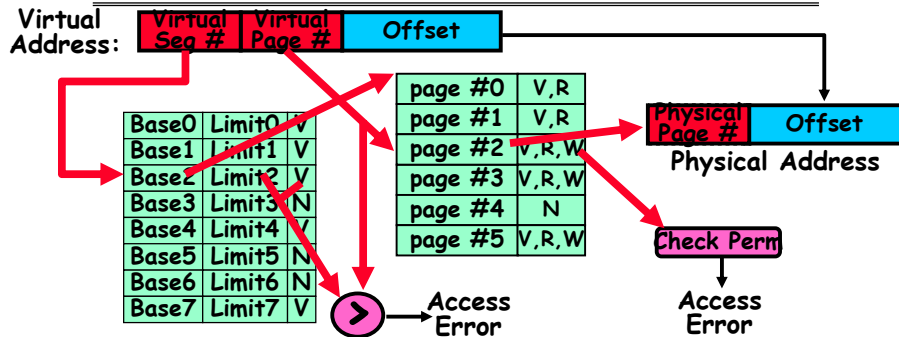 Virtual Address:
Virtual Seg #
Virtual Page #
Offset
Base0 Limit0 V
Base1 Limit1 V
Base2 Limit2 V
Base3 Limit3 N
Base4 Limit4 V
Base5 Limit5 N
Base6 Limit6 N
Base7 Limit7 V
page #0 V,R
page #1 V,R
page #2 V,R,W
page #3 V,R,W
page #4 N
page #5 V,R,W
>
Access
Error
Physical
Page #
Offset
Physical Address
Check Perm
Access
Error